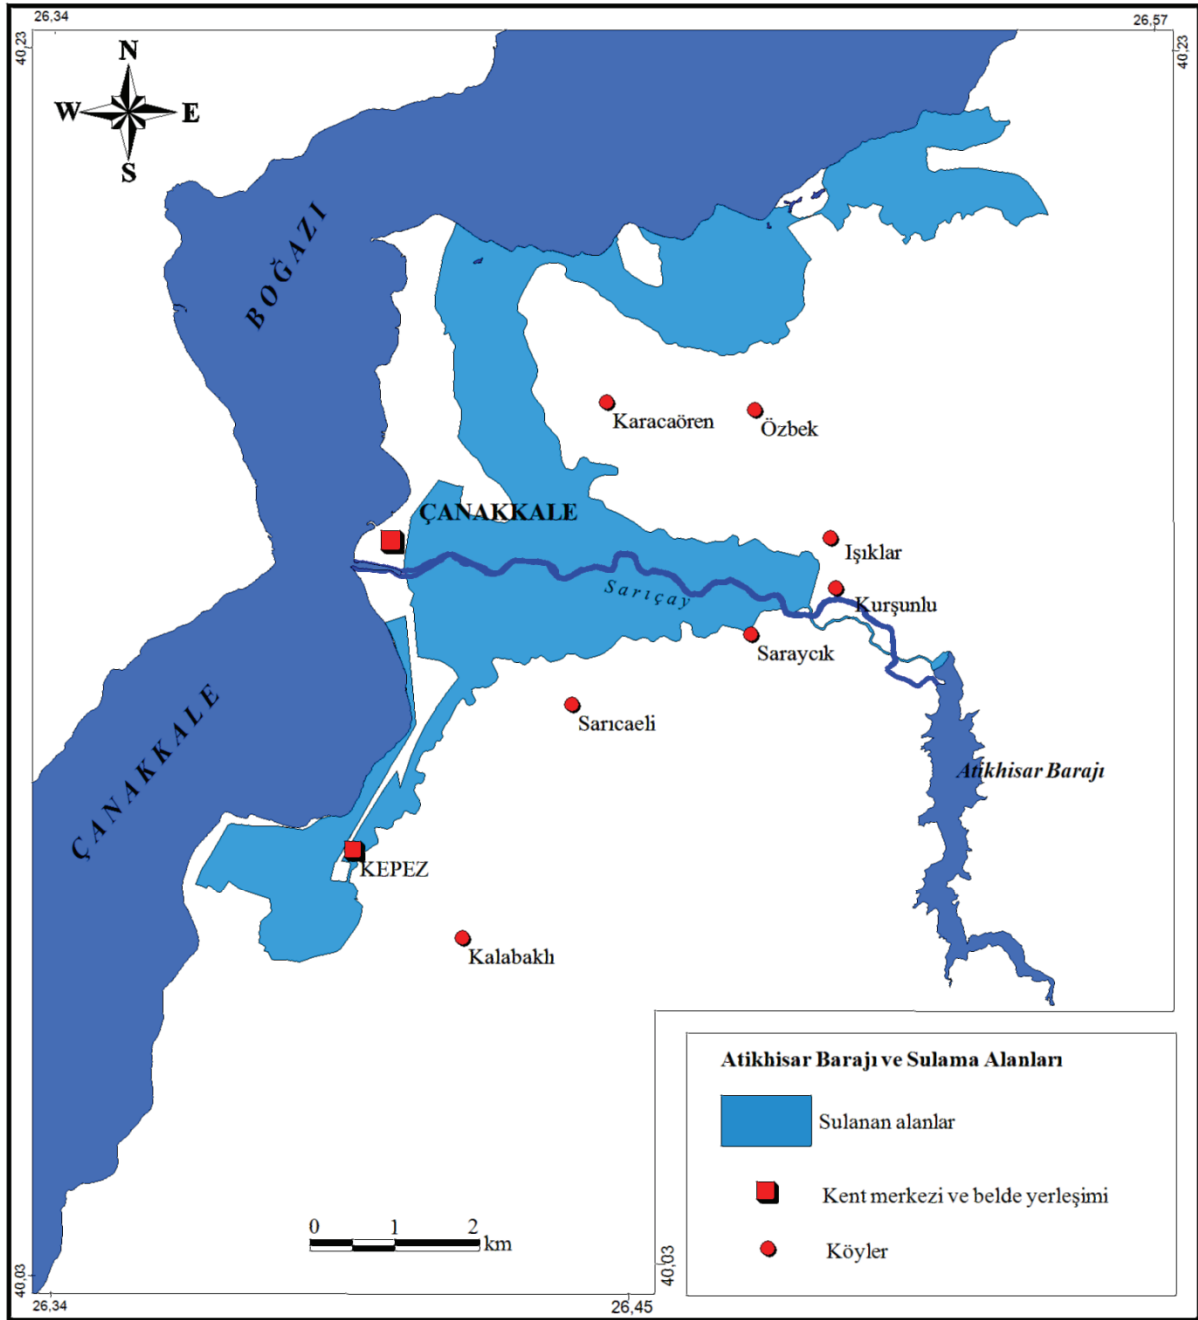 26,34
26,57
40,23
40,23
N
W
E
S
BOĞAZI
Karacaören
Özbek
ÇANAKKALE
Işıklar
Sarıçay
Kurşunlu
Saraycık
Sarıcaeli
ÇANAKKALE
Atikhisar Barajı
KEPEZ
Kalabaklı
Atikhisar Barajı ve Sulama Alanları
Sulanan alanlar
Kent merkezi ve belde yerleşimi
Köyler
0 1 2
km
40,03
40,03
26,34
26,45